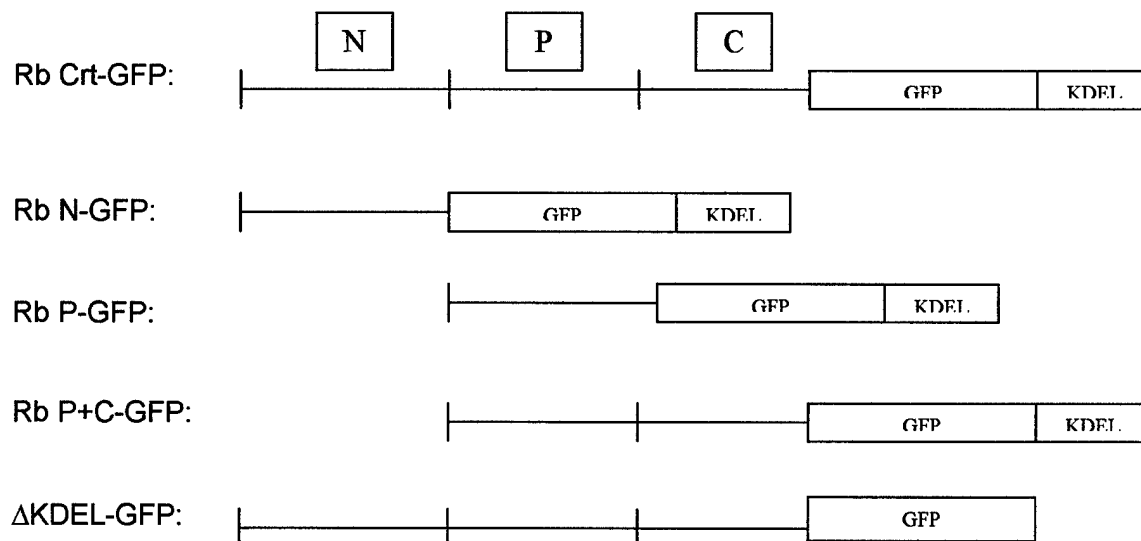 N P C
Rb Crt-GFP: GFP KDEL
Rb N-GFP: GFP KDEL
Rb P-GFP: GFP KDEL
Rb P+C-GFP: GFP KDEL
ΔKDEL-GFP: GFP